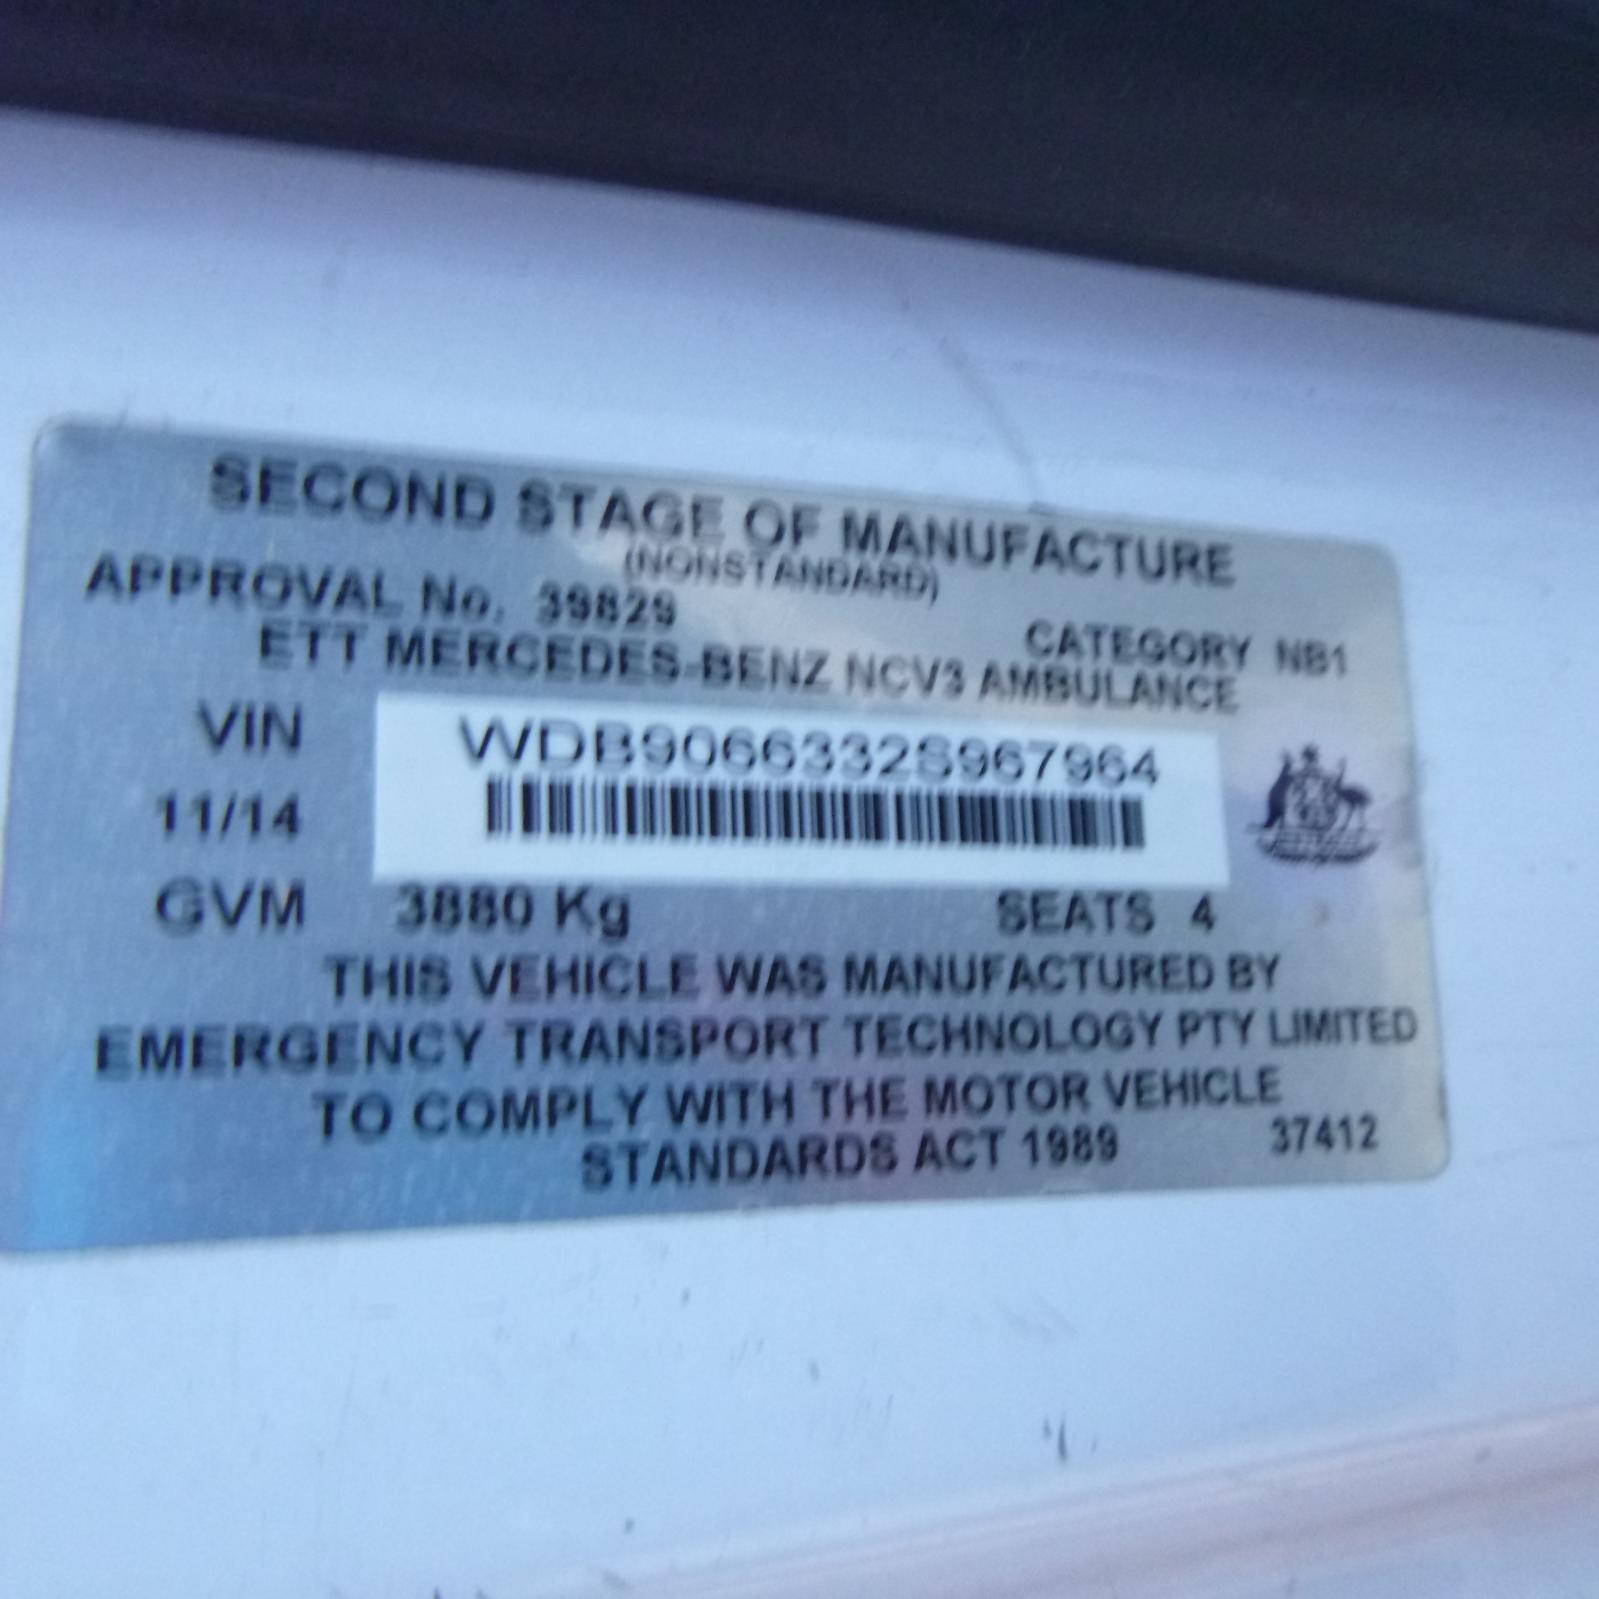 SECOND STAGE OF MANUFACTURE
(NONSTANDARD)
APPROVAL No. 39829 CATEGORY NB1
ETT MERCEDES-BENZ NCV3 AMBULANCE
VIN WDB9066332S967964
11/14
GVM 3880 Kg SEATS 4
THIS VEHICLE WAS MANUFACTURED BY
EMERGENCY TRANSPORT TECHNOLOGY PTY LIMITED
TO COMPLY WITH THE MOTOR VEHICLE
STANDARDS ACT 1989 37412